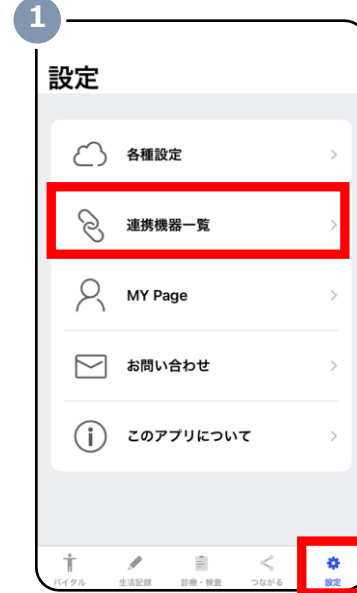 1
設定
各種設定
連携機器一覧
MY Page
お問い合わせ
このアプリについて
バイタル 生活記録 診療・検査 つながる 設定